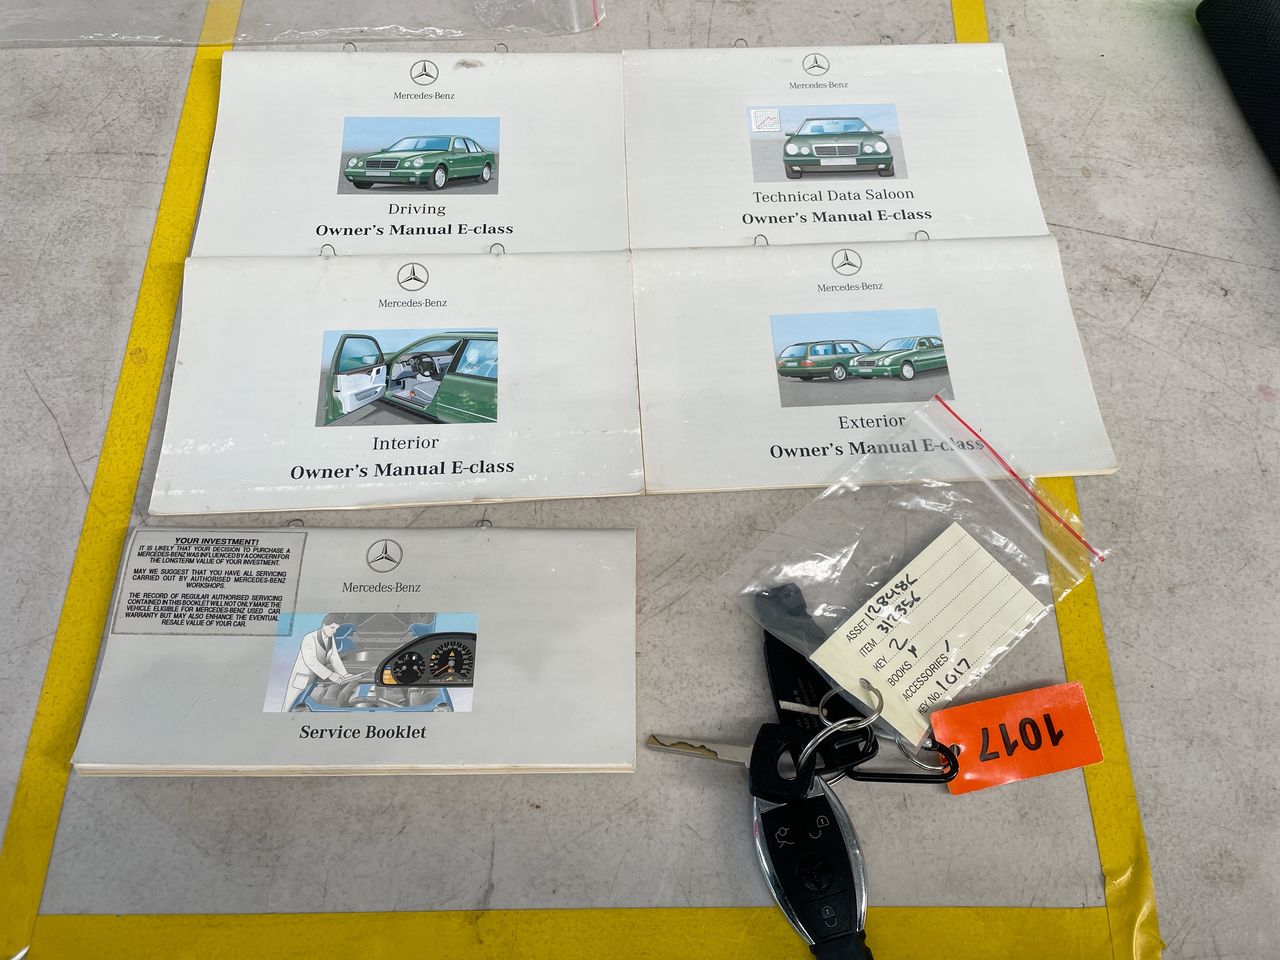 Mercedes-Benz
Driving
Owner's Manual E-class
Mercedes-Benz
Technical Data Saloon
Owner's Manual E-class
Mercedes-Benz
Interior
Owner's Manual E-class
Mercedes-Benz
Exterior
Owner's Manual E-class
YOUR INVESTMENT!
IT IS LIKELY THAT YOUR DECISION TO PURCHASE A
MERCEDES-BENZ WAS INFLUENCED BY A CONCERN FOR
THE LONGTERM VALUE OF YOUR INVESTMENT.
MAY WE SUGGEST THAT YOU HAVE ALL SERVICING
CARRIED OUT BY AUTHORISED MERCEDES-BENZ
WORKSHOPS.
THE RECORD OF REGULAR AUTHORISED SERVICING
CONTAINED IN THIS BOOKLET WILL NOT ONLY MAKE THE
VEHICLE ELIGIBLE FOR MERCEDES-BENZ USED CAR
WARRANTY BUT MAY ALSO ENHANCE THE EVENTUAL
RESALE VALUE OF YOUR CAR.
Mercedes-Benz
Service Booklet
ASSET
ITEM 312356
KEY 2
BOOKS
ACCESSORIES
KEY No. 1017
1017